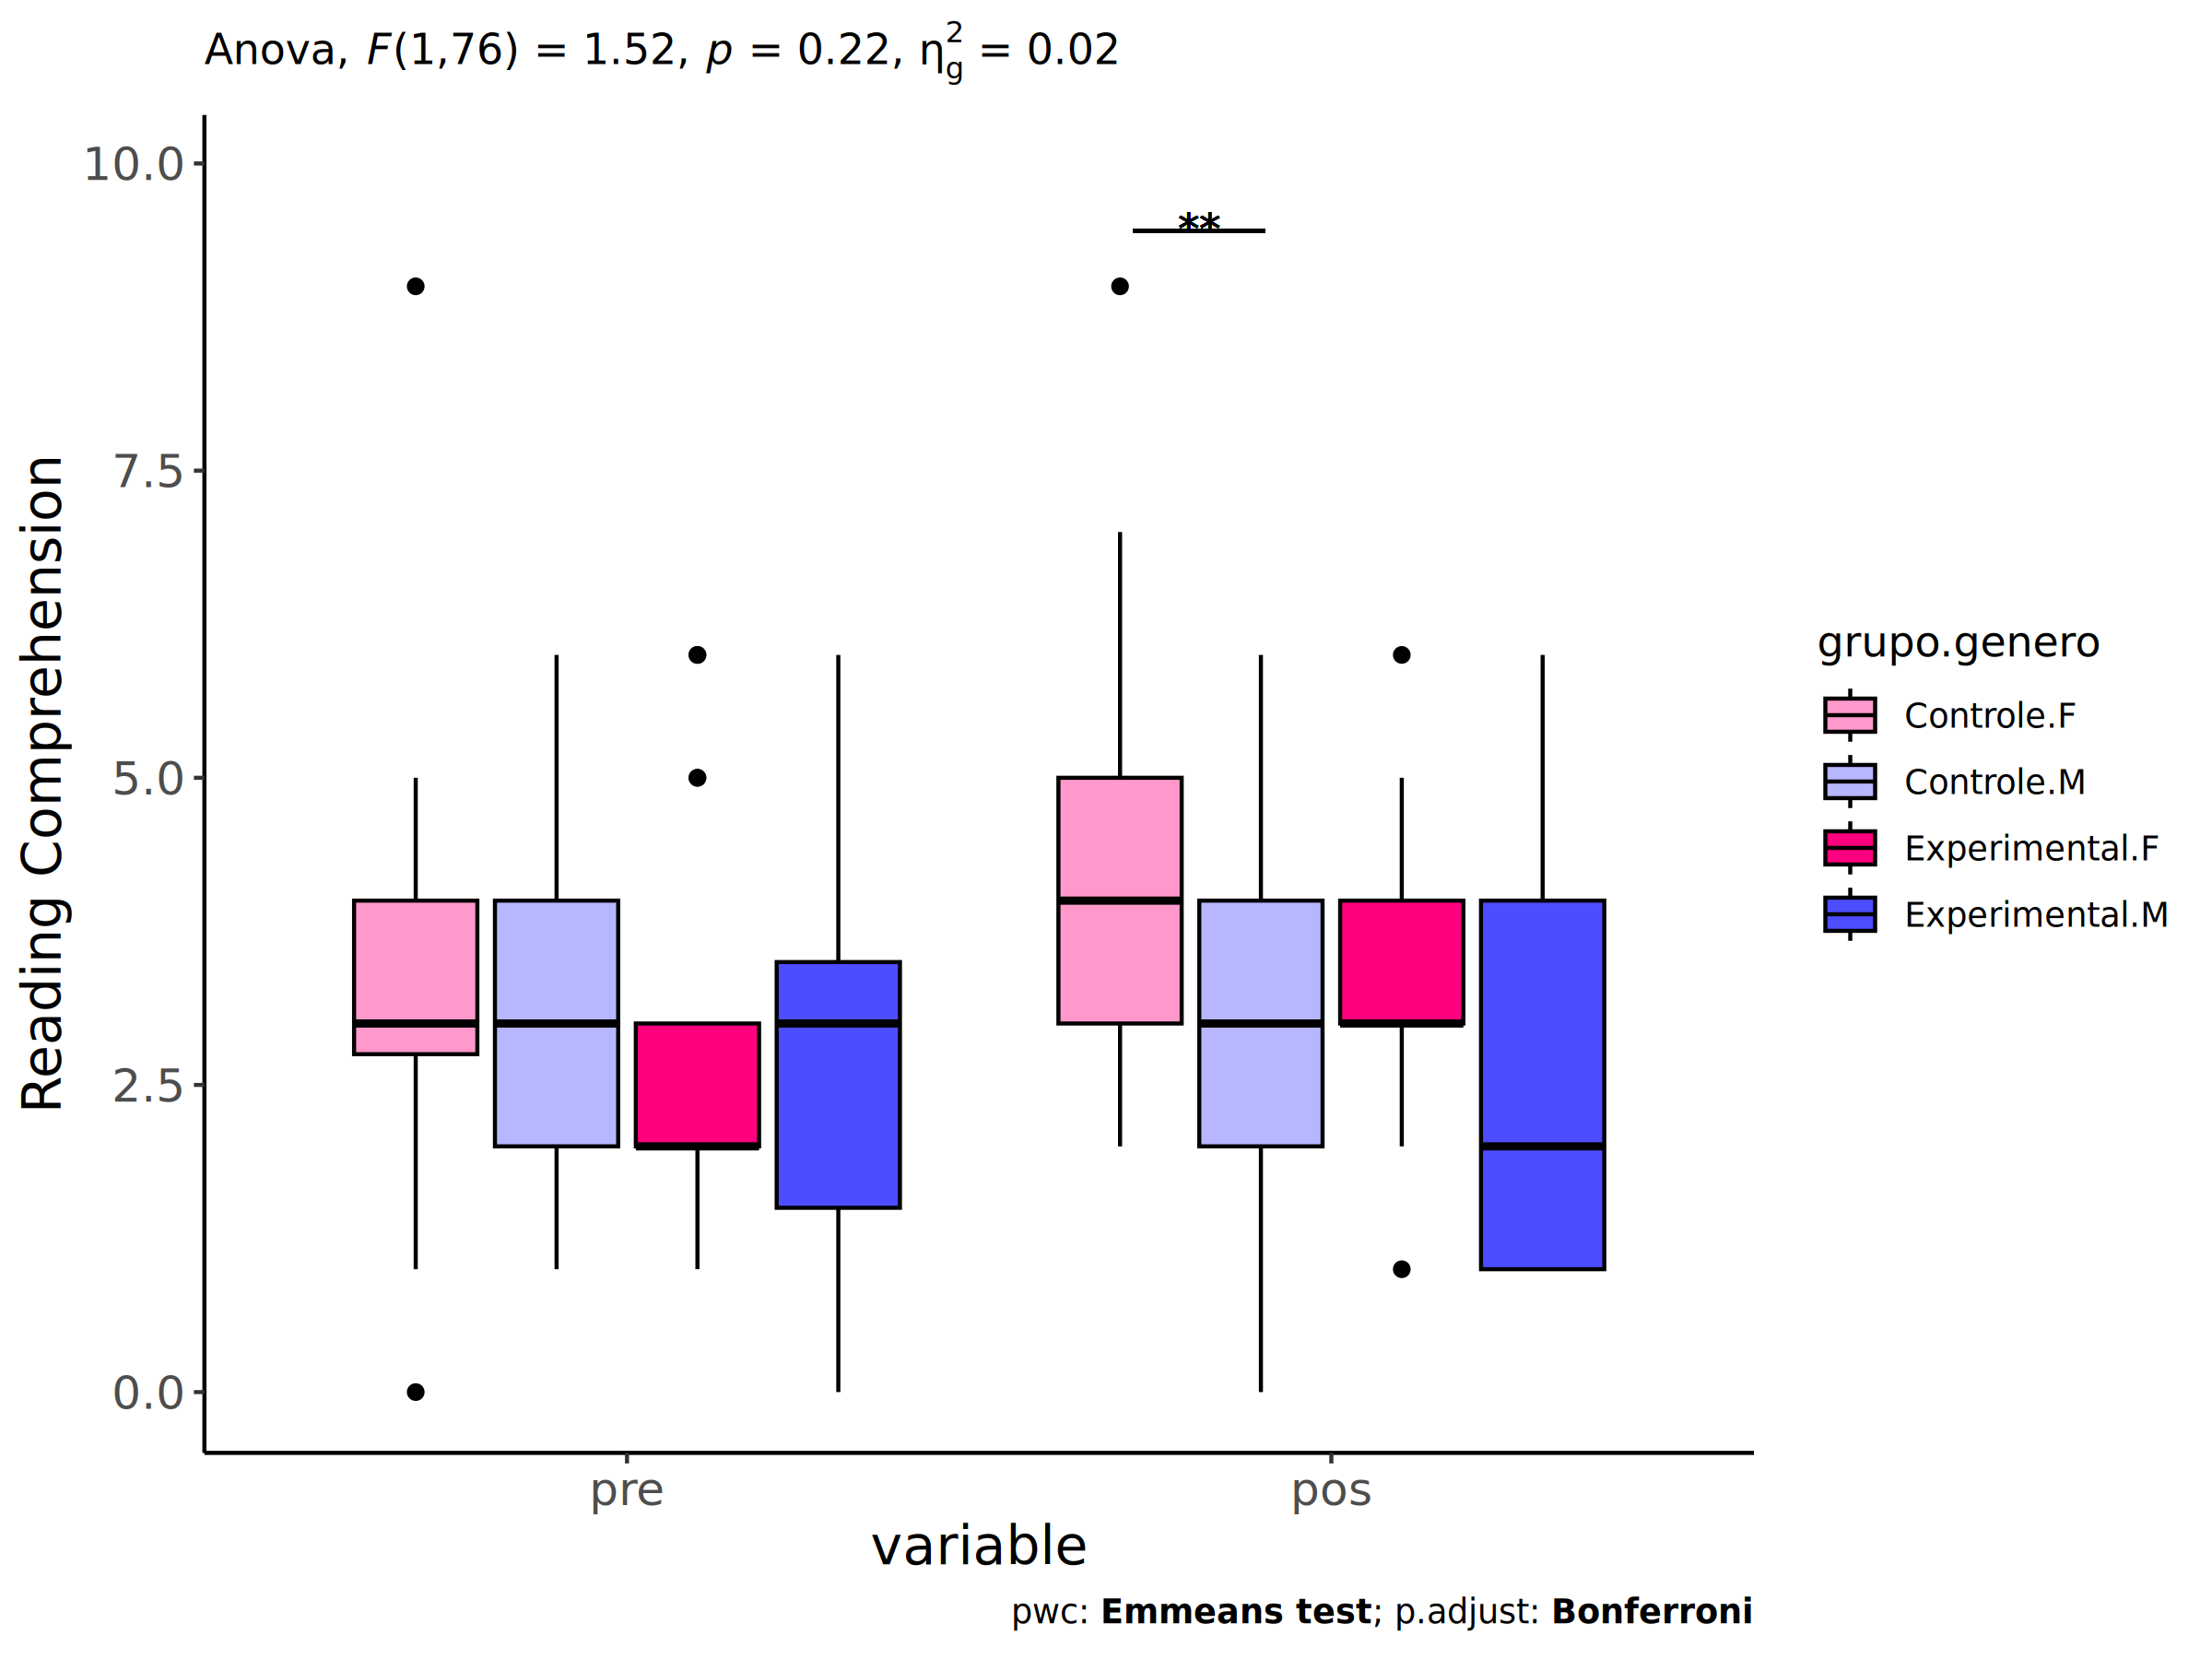 Anova, F(1,76) = 1.52, p = 0.22, η²g = 0.02
10.0
7.5
5.0
2.5
0.0
Reading Comprehension
**
pre
pos
variable
grupo.genero
Controle.F
Controle.M
Experimental.F
Experimental.M
pwc: Emmeans test; p.adjust: Bonferroni